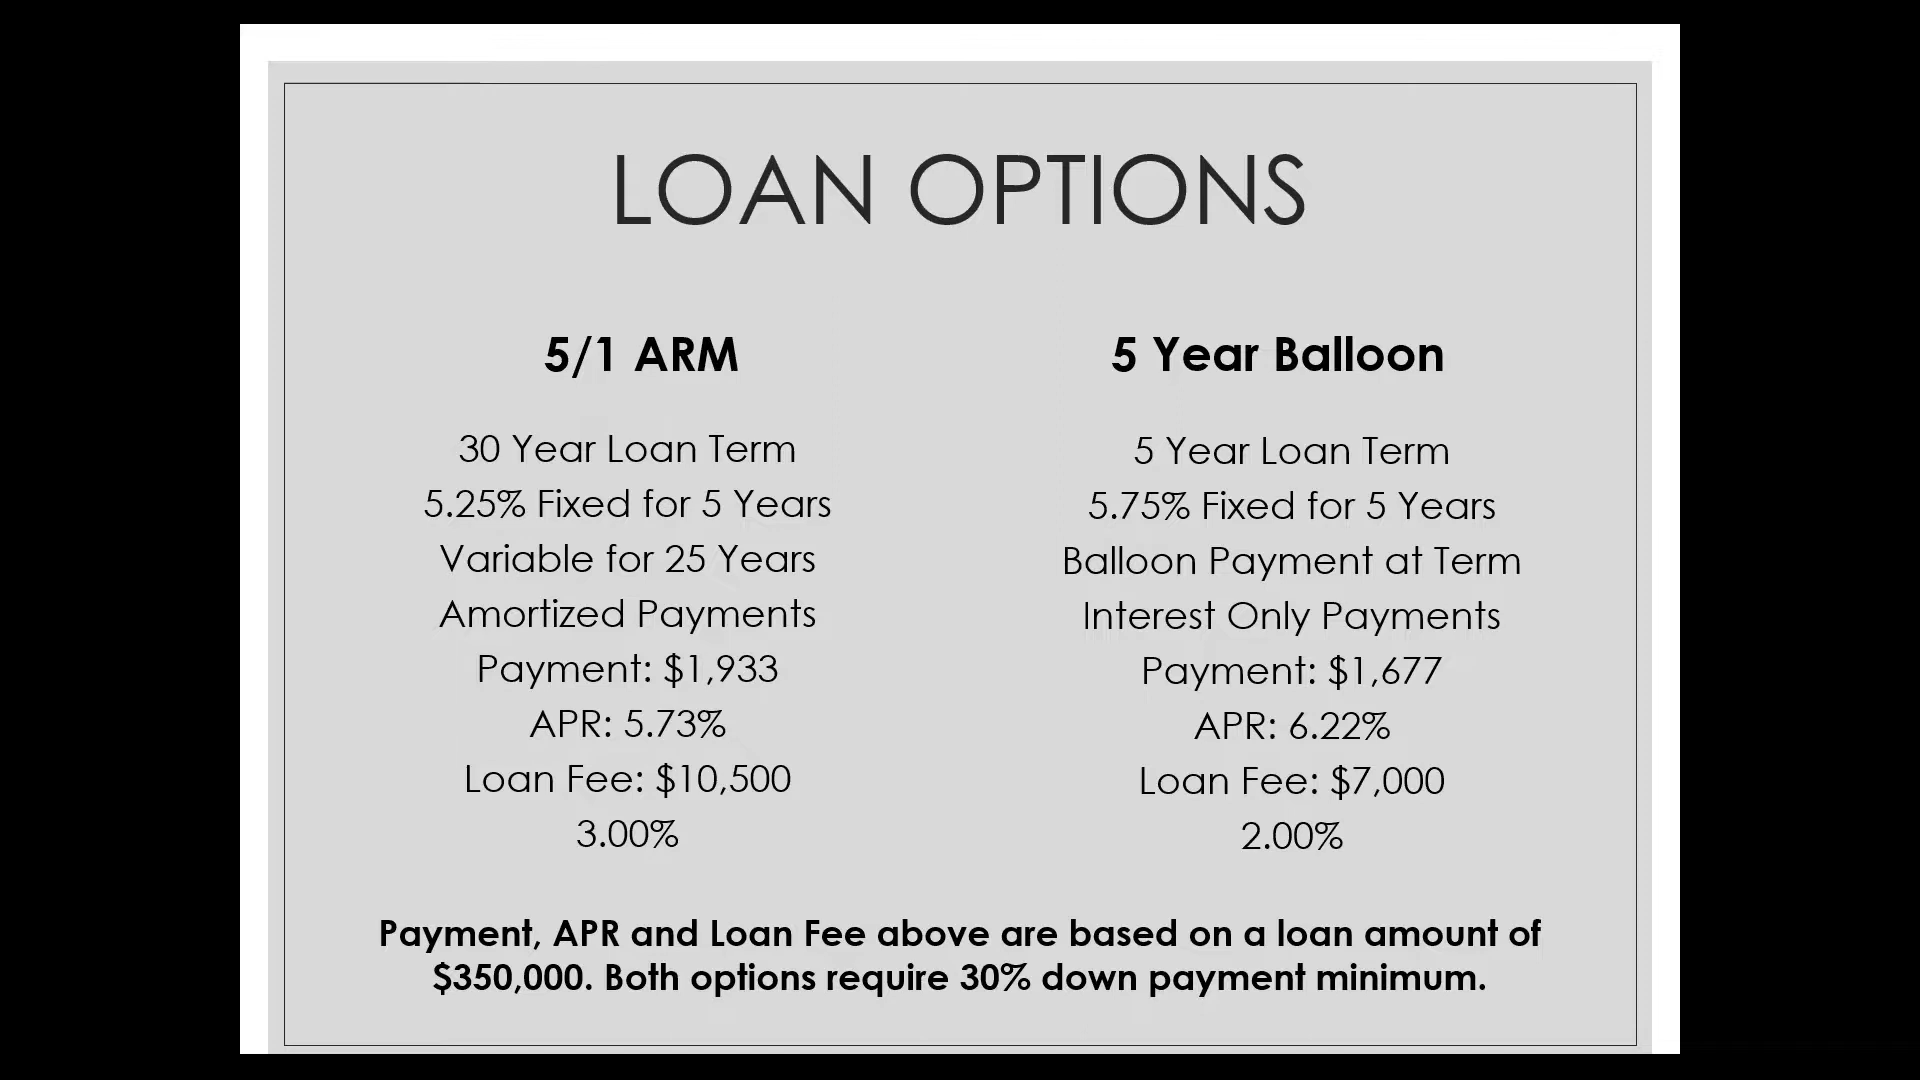 LOAN OPTIONS
5/1 ARM
30 Year Loan Term
5.25% Fixed for 5 Years
Variable for 25 Years
Amortized Payments
Payment: $1,933
APR: 5.73%
Loan Fee: $10,500
3.00%
5 Year Balloon
5 Year Loan Term
5.75% Fixed for 5 Years
Balloon Payment at Term
Interest Only Payments
Payment: $1,677
APR: 6.22%
Loan Fee: $7,000
2.00%
Payment, APR and Loan Fee above are based on a loan amount of
$350,000. Both options require 30% down payment minimum.